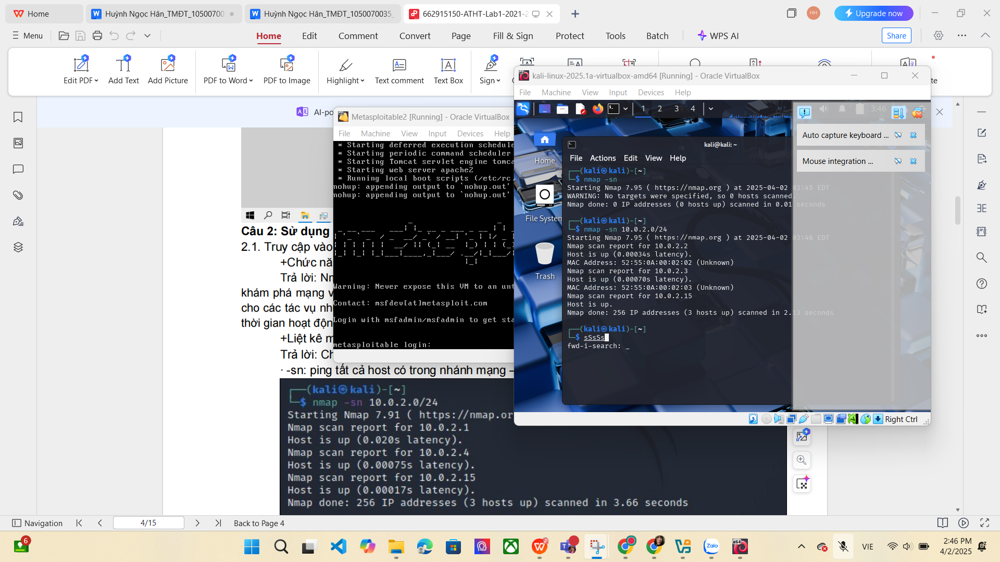 Home
Huỳnh Ngọc Hân_TMĐT_10500700
Huỳnh Ngọc Hân_TMĐT_1050070035_
662915150-ATHT-Lab1-2021-2
HH
Upgrade now
Menu
Home
Edit
Comment
Convert
Page
Fill & Sign
Protect
Tools
Batch
WPS AI
Share
Edit PDF
Add Text
Add Picture
PDF to Word
PDF to Image
Highlight
Text comment
Text Box
Sign
AI-po
Câu 2: Sử dụng
2.1. Truy cập vào
+Chức nă
Trả lời: Nn
khám phá mạng v
cho các tác vụ nh
thời gian hoạt độn
+Liệt kê m
Trả lời: Ch
· -sn: ping tất cả host có trong nhánh mạng –
(kali㉿kali)-[~]
$ nmap -sn 10.0.2.0/24
Starting Nmap 7.91 ( https://nmap.or
Nmap scan report for 10.0.2.1
Host is up (0.020s latency).
Nmap scan report for 10.0.2.4
Host is up (0.00075s latency).
Nmap scan report for 10.0.2.15
Host is up (0.00017s latency).
Nmap done: 256 IP addresses (3 hosts up) scanned in 3.66 seconds
Metasploitable2 [Running] - Oracle VirtualBox
File Machine View Input Devices Help
* Starting deferred execution schedule
* Starting periodic command scheduler
* Starting Tomcat servlet engine tomca
* Starting web server apache2
* Running local boot scripts (/etc/rc.
nohup: appending output to `nohup.out'
nohup: appending output to `nohup.out'
Warning: Never expose this VM to an unt
Contact: msfdev[at]metasploit.com
Login with msfadmin/msfadmin to get sta
metasploitable login:
kali-linux-2025.1a-virtualbox-amd64 [Running] - Oracle VirtualBox
File Machine View Input Devices Help
1 2 3 4
3:46
Auto capture keyboard ...
Mouse integration ...
Home
File System
Trash
kali@kali: ~
File Actions Edit View Help
(kali㉿kali)-[~]
$ nmap -sn
Starting Nmap 7.95 ( https://nmap.org ) at 2025-04-02 03:45 EDT
WARNING: No targets were specified, so 0 hosts scanned.
Nmap done: 0 IP addresses (0 hosts up) scanned in 0.01 seconds
(kali㉿kali)-[~]
$ nmap -sn 10.0.2.0/24
Starting Nmap 7.95 ( https://nmap.org ) at 2025-04-02 03:46 EDT
Nmap scan report for 10.0.2.2
Host is up (0.00034s latency).
MAC Address: 52:55:0A:00:02:02 (Unknown)
Nmap scan report for 10.0.2.3
Host is up (0.00070s latency).
MAC Address: 52:55:0A:00:02:03 (Unknown)
Nmap scan report for 10.0.2.15
Host is up.
Nmap done: 256 IP addresses (3 hosts up) scanned in 2.13 seconds
(kali㉿kali)-[~]
$ sSsSs
fwd-i-search: _
Right Ctrl
Navigation
4/15
Back to Page 4
6
Zalo
VIE
2:46 PM
4/2/2025